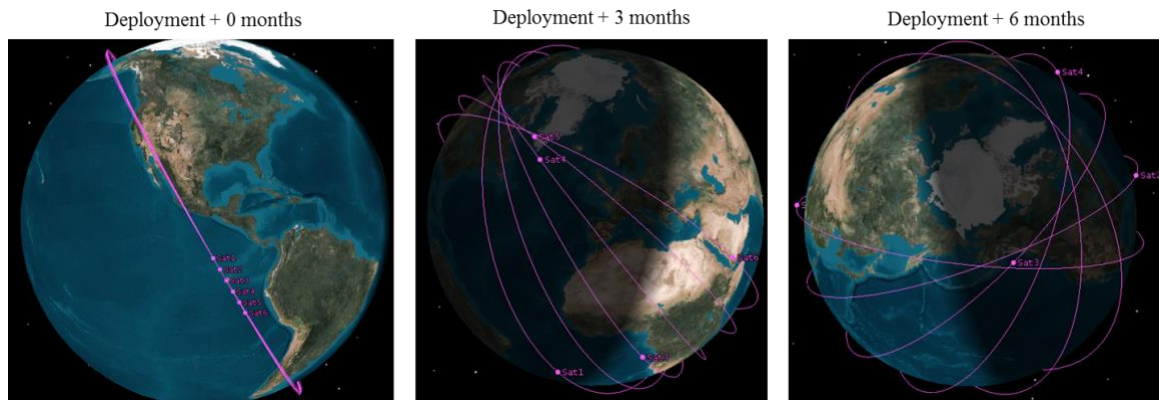 Deployment + 0 months
Deployment + 3 months
Deployment + 6 months
Sat1
Sat2
Sat3
Sat4
Sat5
Sat6
Sat5
Sat4
Sat6
Sat1
Sat4
Sat2
Sat3